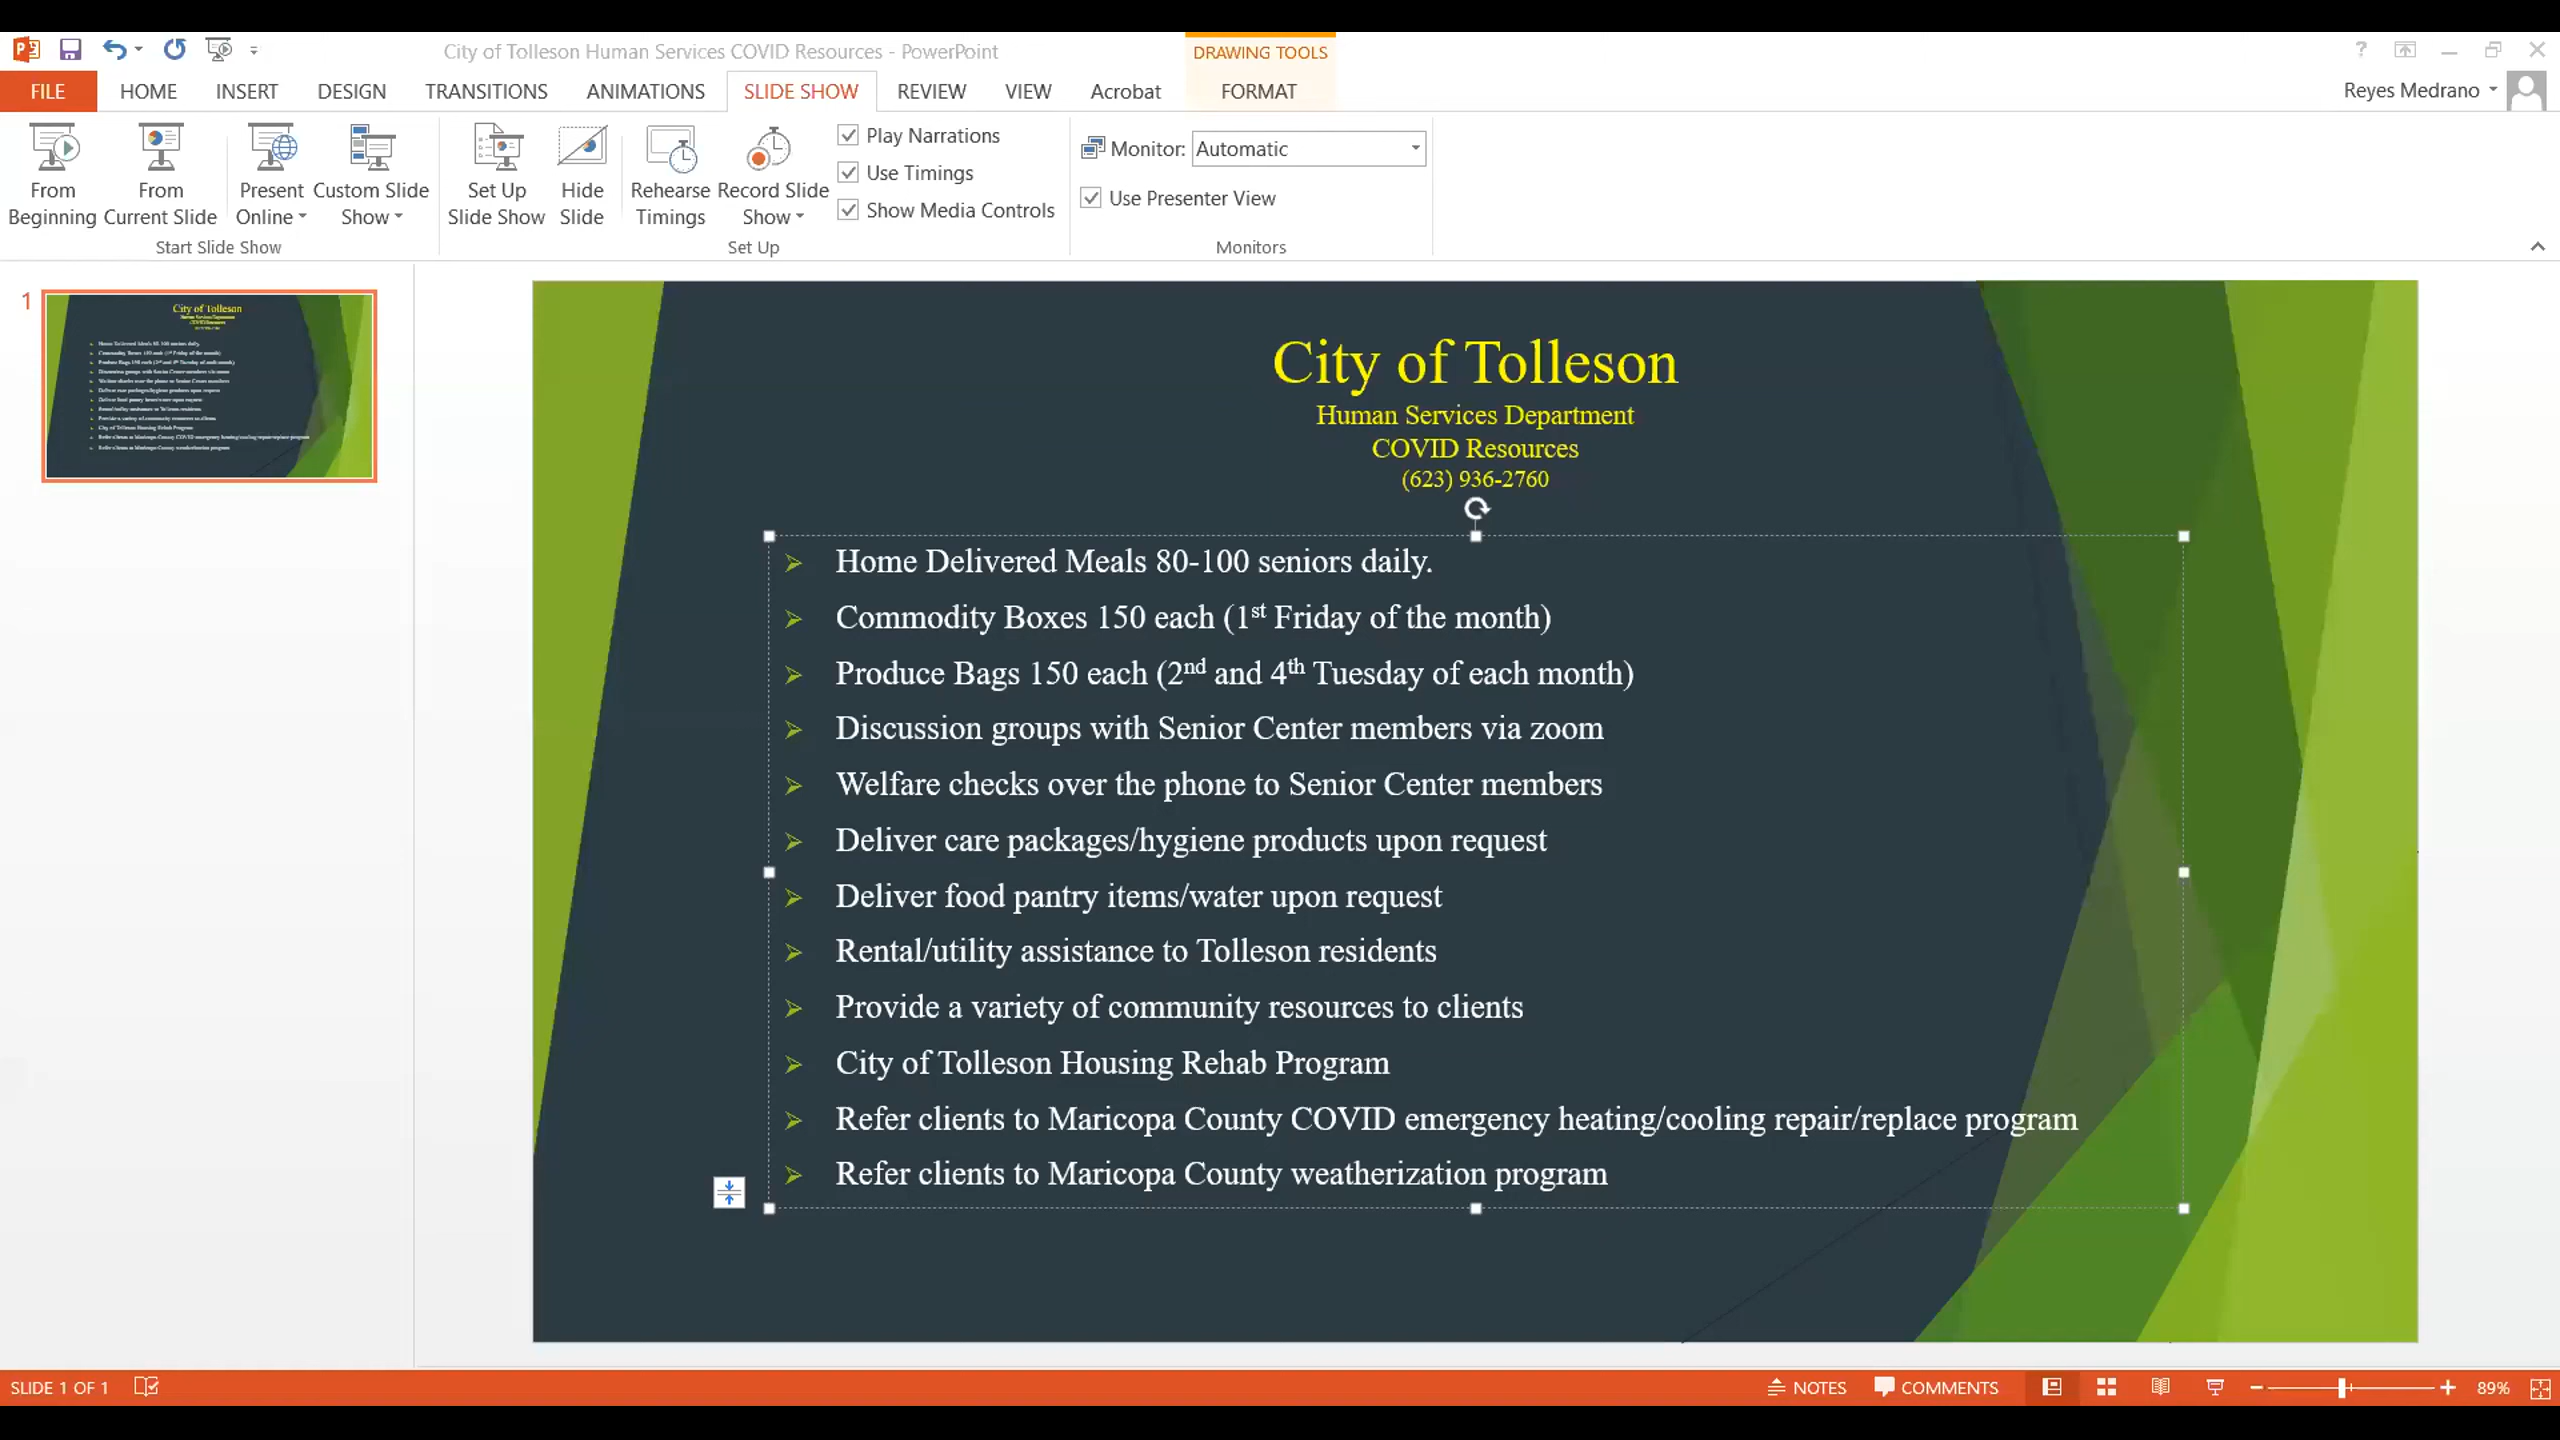 City of Tolleson Human Services COVID Resources - PowerPoint
DRAWING TOOLS
?
FILE
HOME
INSERT
DESIGN
TRANSITIONS
ANIMATIONS
SLIDE SHOW
REVIEW
VIEW
Acrobat
FORMAT
Reyes Medrano
From Beginning
From Current Slide
Present Online
Custom Slide Show
Set Up Slide Show
Hide Slide
Rehearse Timings
Record Slide Show
Play Narrations
Use Timings
Show Media Controls
Monitor: Automatic
Use Presenter View
Start Slide Show
Set Up
Monitors
1
City of Tolleson
City of Tolleson
Human Services Department
COVID Resources
(623) 936-2760
Home Delivered Meals 80-100 seniors daily.
Commodity Boxes 150 each (1st Friday of the month)
Produce Bags 150 each (2nd and 4th Tuesday of each month)
Discussion groups with Senior Center members via zoom
Welfare checks over the phone to Senior Center members
Deliver care packages/hygiene products upon request
Deliver food pantry items/water upon request
Rental/utility assistance to Tolleson residents
Provide a variety of community resources to clients
City of Tolleson Housing Rehab Program
Refer clients to Maricopa County COVID emergency heating/cooling repair/replace program
Refer clients to Maricopa County weatherization program
SLIDE 1 OF 1
NOTES
COMMENTS
89%